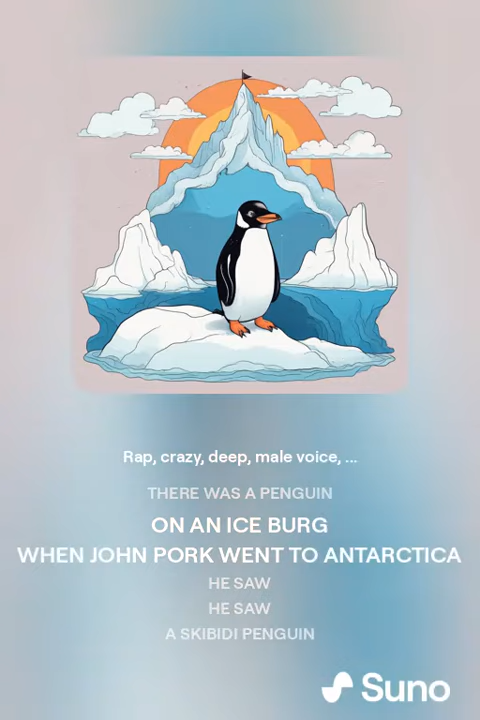 Rap, crazy, deep, male voice, ...
THERE WAS A PENGUIN
ON AN ICE BURG
WHEN JOHN PORK WENT TO ANTARCTICA
HE SAW
HE SAW
A SKIBIDI PENGUIN
Suno